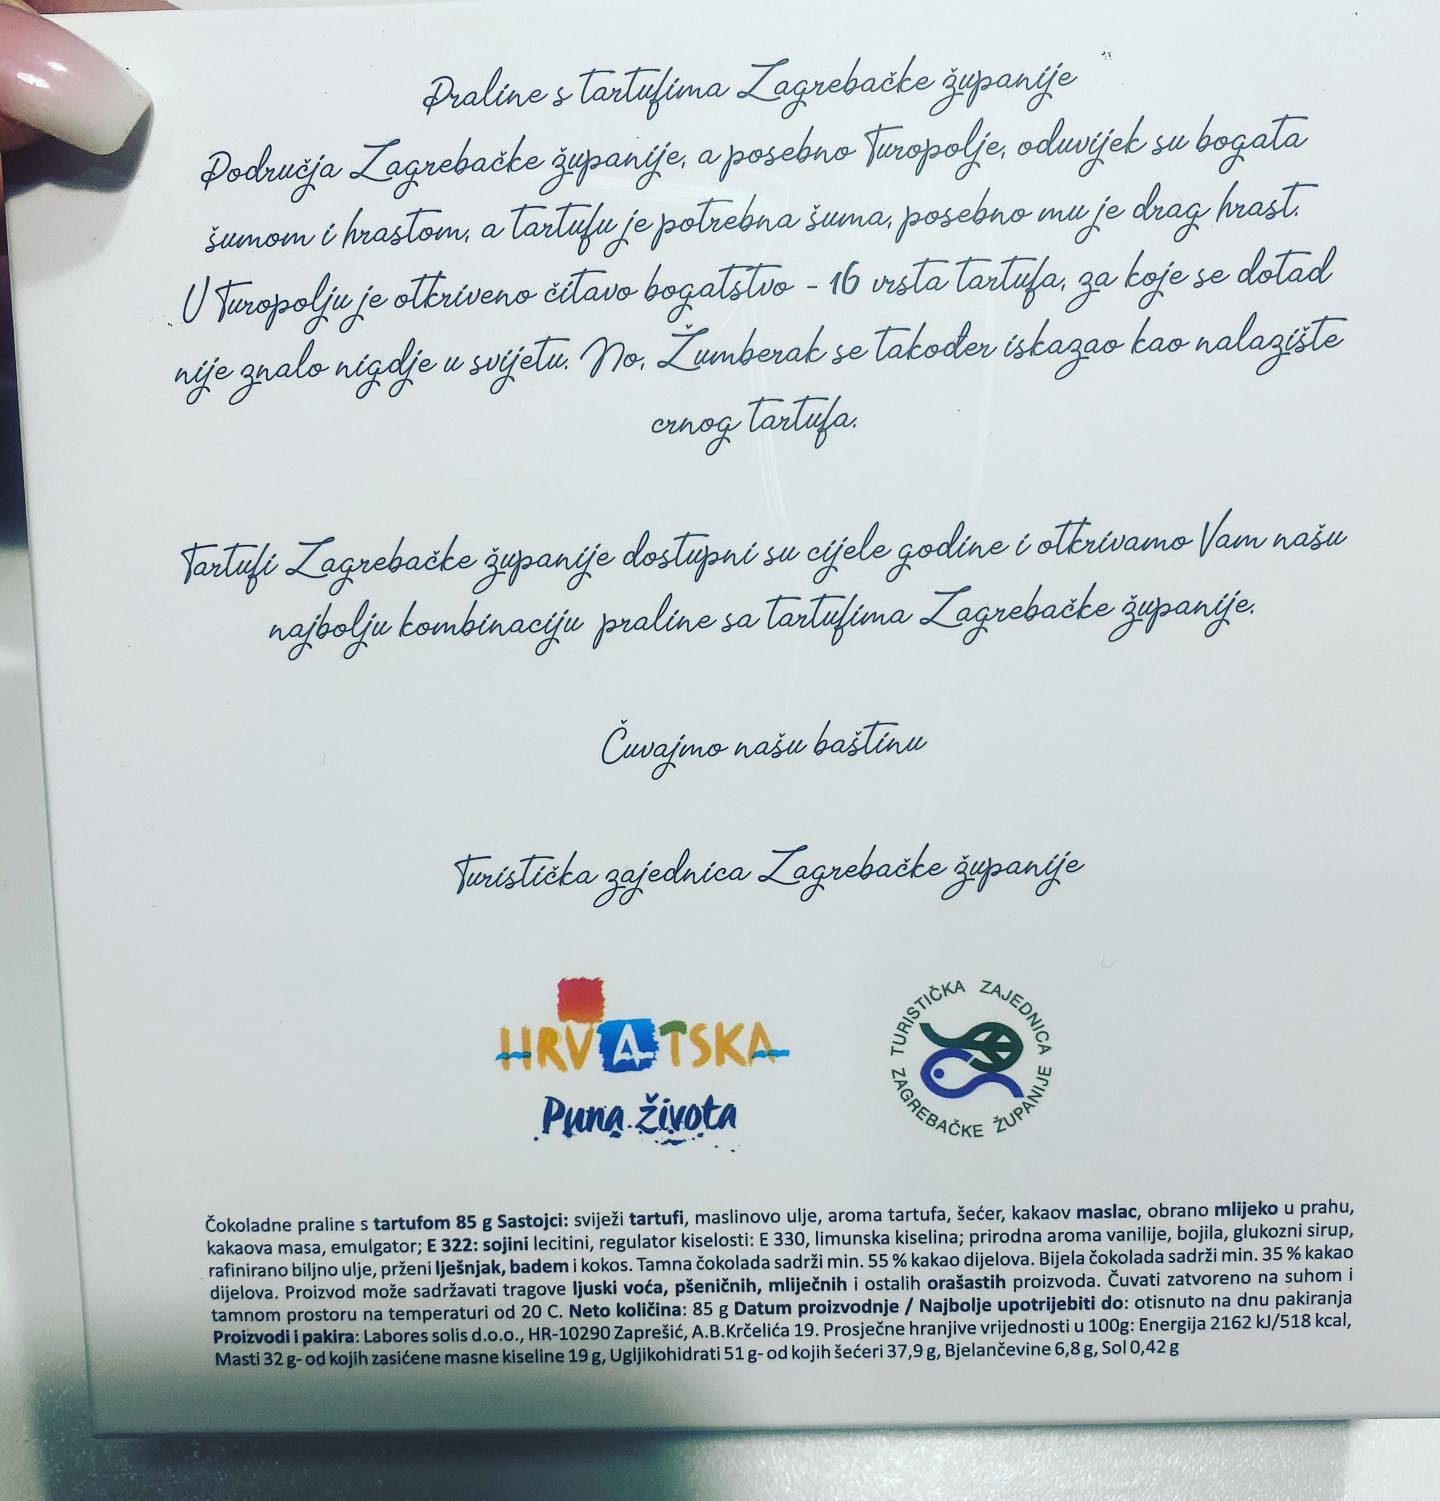 Praline s tartufima Zagrebačke županije
Područja Zagrebačke županije, a posebno Turopolje, oduvijek su bogata
šumom i hrastom, a tartufu je potrebna šuma, posebno mu je drag hrast.
U Turopolju je otkriveno čitavo bogatstvo - 16 vrsta tartufa, za koje se dotad
nije znalo nigdje u svijetu. No, Žumberak se također iskazao kao nalazište
crnog tartufa.
Tartufi Zagrebačke županije dostupni su cijele godine i otkrivamo Vam našu
najbolju kombinaciju praline sa tartufima Zagrebačke županije.
Čuvajmo našu baštinu
Turistička zajednica Zagrebačke županije
HRVATSKA
Puna života
TURISTIČKA ZAJEDNICA
ZAGREBAČKE ŽUPANIJE
Čokoladne praline s tartufom 85 g Sastojci: sviježi tartufi, maslinovo ulje, aroma tartufa, šećer, kakaov maslac, obrano mlijeko u prahu,
kakaova masa, emulgator; E 322: sojini lecitini, regulator kiselosti: E 330, limunska kiselina; prirodna aroma vanilije, bojila, glukozni sirup,
rafinirano biljno ulje, prženi lješnjak, badem i kokos. Tamna čokolada sadrži min. 55 % kakao dijelova. Bijela čokolada sadrži min. 35 % kakao
dijelova. Proizvod može sadržavati tragove ljuski voća, pšeničnih, mliječnih i ostalih orašastih proizvoda. Čuvati zatvoreno na suhom i
tamnom prostoru na temperaturi od 20 C. Neto količina: 85 g Datum proizvodnje / Najbolje upotrijebiti do: otisnuto na dnu pakiranja
Proizvodi i pakira: Labores solis d.o.o., HR-10290 Zaprešić, A.B.Krčelića 19. Prosječne hranjive vrijednosti u 100g: Energija 2162 kJ/518 kcal,
Masti 32 g- od kojih zasićene masne kiseline 19 g, Ugljikohidrati 51 g- od kojih šećeri 37,9 g, Bjelančevine 6,8 g, Sol 0,42 g